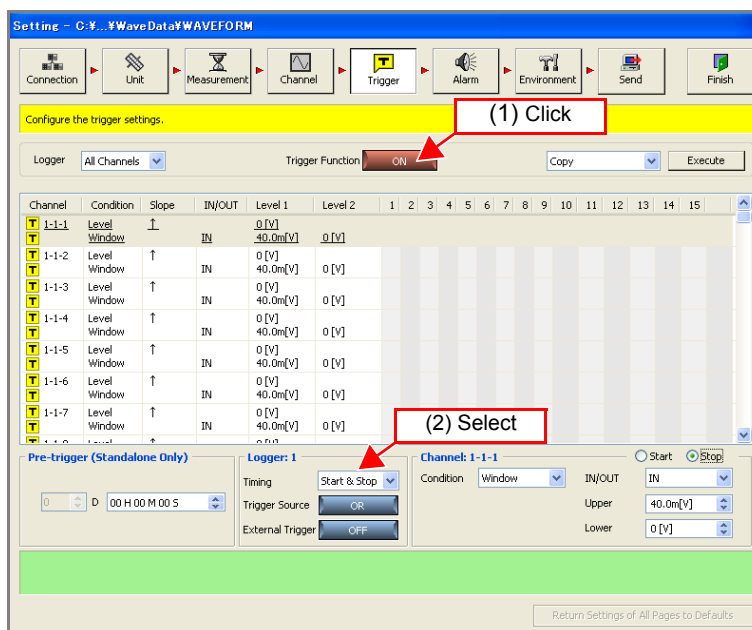 Setting - C:¥...¥WaveData¥WAVEFORM
Connection Unit Measurement Channel Trigger Alarm Environment Send Finish
Configure the trigger settings.
(1) Click
Logger All Channels Trigger Function ON Copy Execute
Channel Condition Slope IN/OUT Level 1 Level 2 1 2 3 4 5 6 7 8 9 10 11 12 13 14 15
T 1-1-1 Level ↑ 0 [V]
T Window IN 40.0m[V] 0 [V]
T 1-1-2 Level ↑ 0 [V]
T Window IN 40.0m[V] 0 [V]
T 1-1-3 Level ↑ 0 [V]
T Window IN 40.0m[V] 0 [V]
T 1-1-4 Level ↑ 0 [V]
T Window IN 40.0m[V] 0 [V]
T 1-1-5 Level ↑ 0 [V]
T Window IN 40.0m[V] 0 [V]
T 1-1-6 Level ↑ 0 [V]
T Window IN 40.0m[V] 0 [V]
T 1-1-7 Level ↑ 0 [V]
T Window IN 40.0m[V] 0 [V]
(2) Select
Pre-trigger (Standalone Only)
0 D 00 H 00 M 00 S
Logger: 1
Timing Start & Stop
Trigger Source OR
External Trigger OFF
Channel: 1-1-1 Start Stop
Condition Window IN/OUT IN
Upper 40.0m[V]
Lower 0 [V]
Return Settings of All Pages to Defaults